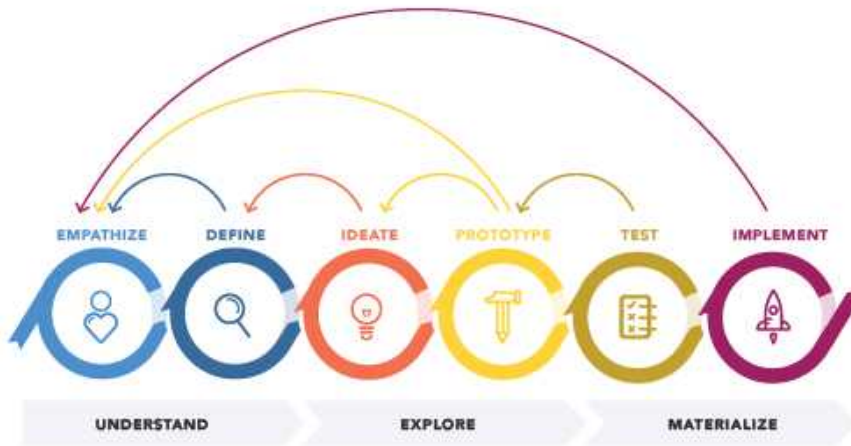 EMPATHIZE DEFINE IDEATE PROTOTYPE TEST IMPLEMENT
UNDERSTAND EXPLORE MATERIALIZE